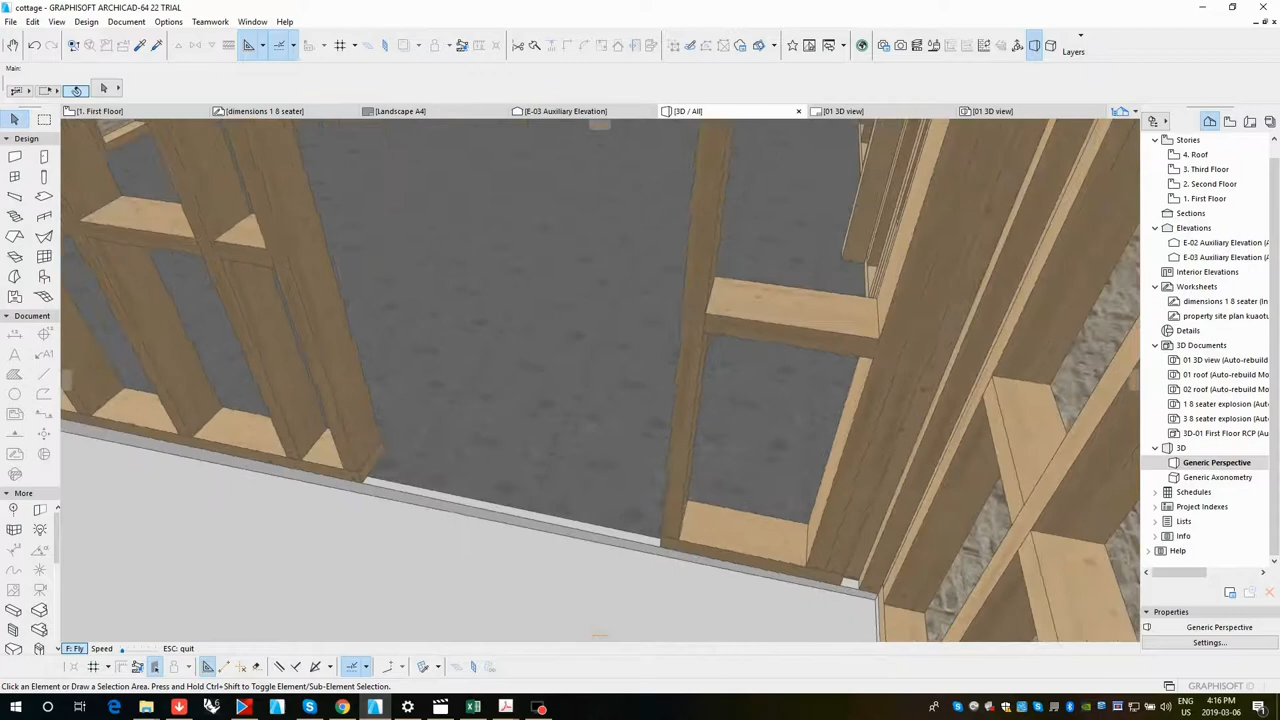 cottage - GRAPHISOFT ARCHICAD-64 22 TRIAL
File Edit View Design Document Options Teamwork Window Help
Layers
Main:
[1. First Floor]
[dimensions 1 8 seater]
[Landscape A4]
[E-03 Auxiliary Elevation]
[3D / All]
[01 3D view]
[01 3D view]
Design
Document
More
Stories
4. Roof
3. Third Floor
2. Second Floor
1. First Floor
Sections
Elevations
E-02 Auxiliary Elevation (A
E-03 Auxiliary Elevation (A
Interior Elevations
Worksheets
dimensions 1 8 seater (In
property site plan kuaotu
Details
3D Documents
01 3D view (Auto-rebuild
01 roof (Auto-rebuild Mo
02 roof (Auto-rebuild Mo
1 8 seater explosion (Aut
3 8 seater explosion (Aut
3D-01 First Floor RCP (Au
3D
Generic Perspective
Generic Axonometry
Schedules
Project Indexes
Lists
Info
Help
Properties
Generic Perspective
Settings...
F: Fly Speed ESC: quit
Click an Element or Draw a Selection Area. Press and Hold Ctrl+Shift to Toggle Element/Sub-Element Selection.
GRAPHISOFT
ENG
4:16 PM
2019-03-06